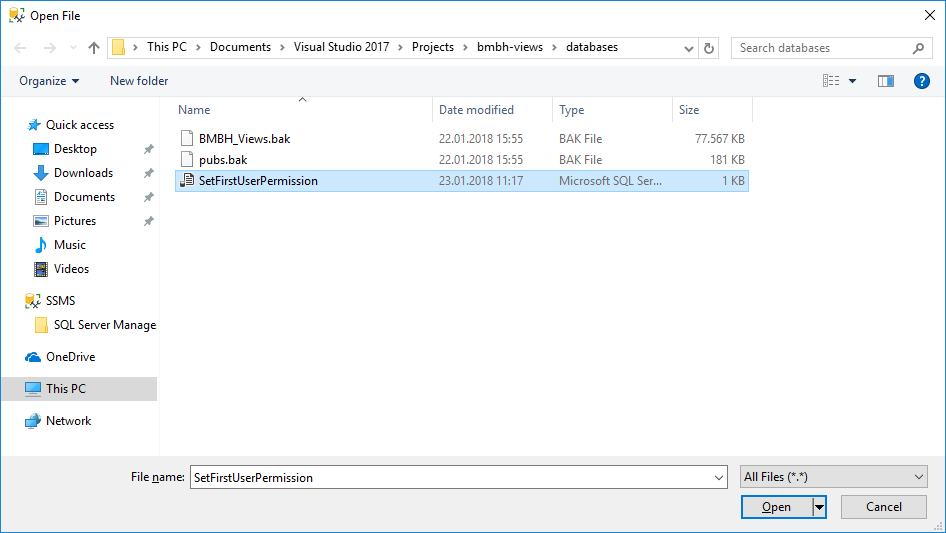 Open File
This PC > Documents > Visual Studio 2017 > Projects > bmbh-views > databases
Search databases
Organize New folder
Name Date modified Type Size
BMBH_Views.bak 22.01.2018 15:55 BAK File 77.567 KB
pubs.bak 22.01.2018 15:55 BAK File 181 KB
SetFirstUserPermission 23.01.2018 11:17 Microsoft SQL Ser... 1 KB
Quick access
Desktop
Downloads
Documents
Pictures
Music
Videos
SSMS
SQL Server Manage
OneDrive
This PC
Network
File name: SetFirstUserPermission All Files (*.*)
Open Cancel